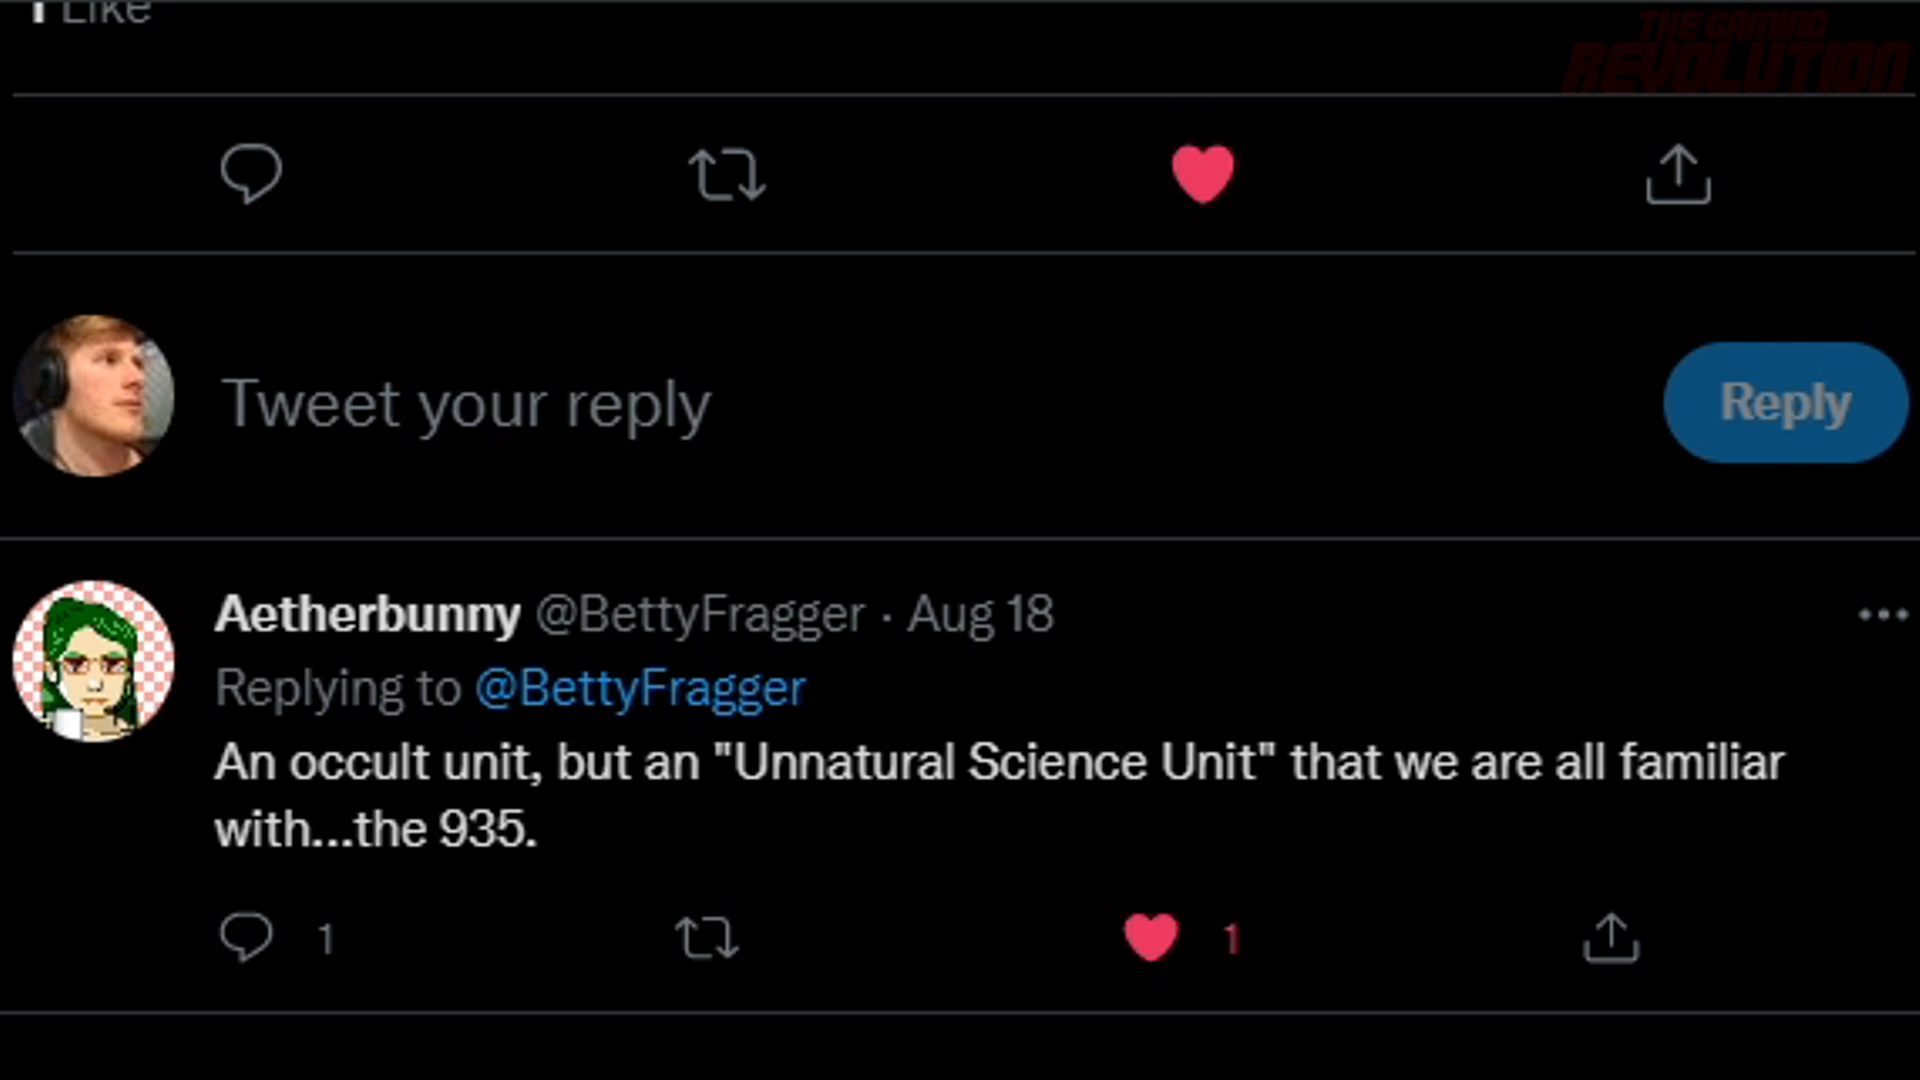 1 Like
THE GAMING
REVOLUTION
Tweet your reply
Reply
Aetherbunny @BettyFragger · Aug 18
Replying to @BettyFragger
An occult unit, but an "Unnatural Science Unit" that we are all familiar
with...the 935.
1
1